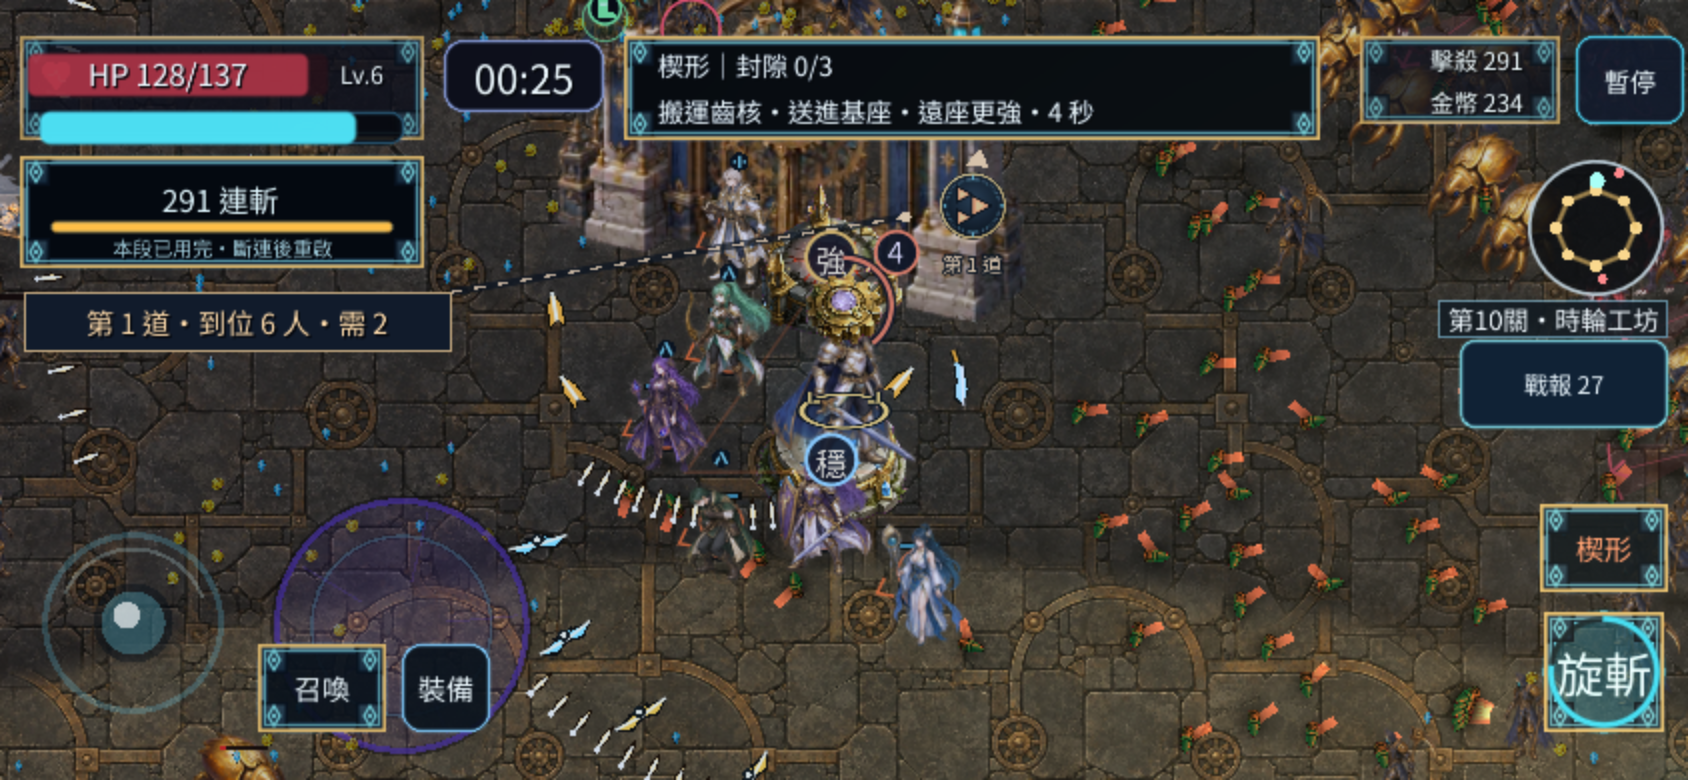 HP 128/137
Lv.6
00:25
楔形｜封隙 0/3
搬運齒核・送進基座・遠座更強・4 秒
擊殺 291
金幣 234
暫停
291 連斬
本段已用完・斷連後重啟
第 1 道・到位 6 人・需 2
強
4
第 1 道
穩
第10關・時輪工坊
戰報 27
楔形
旋斬
召喚
裝備